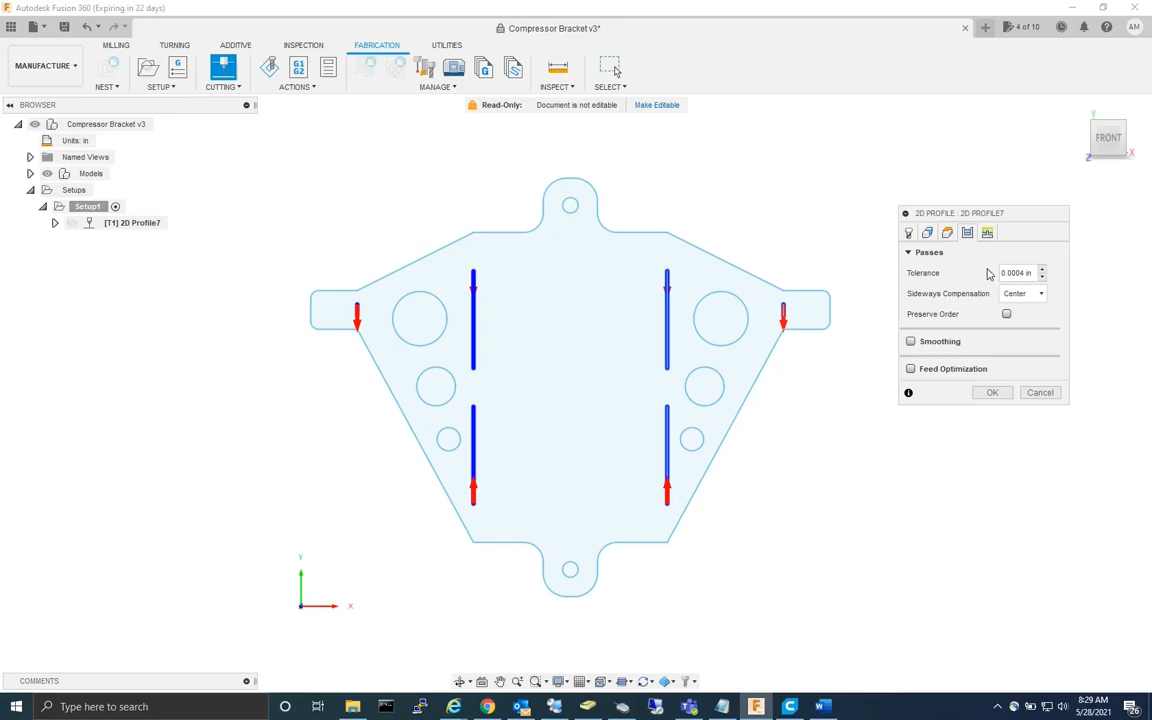 Autodesk Fusion 360 (Expiring in 22 days)
Compressor Bracket v3*
4 of 10
AM
MILLING TURNING ADDITIVE INSPECTION FABRICATION UTILITIES
MANUFACTURE
G
G1
G2
G
NEST SETUP CUTTING ACTIONS MANAGE INSPECT SELECT
BROWSER
Read-Only: Document is not editable Make Editable
Compressor Bracket v3
Units: in
Named Views
Models
Setups
Setup1
[T1] 2D Profile7
Y
FRONT
X
Z
2D PROFILE : 2D PROFILE7
Passes
Tolerance 0.0004 in
Sideways Compensation Center
Preserve Order
Smoothing
Feed Optimization
OK Cancel
Y
X
COMMENTS
Type here to search
8:29 AM
5/28/2021
26